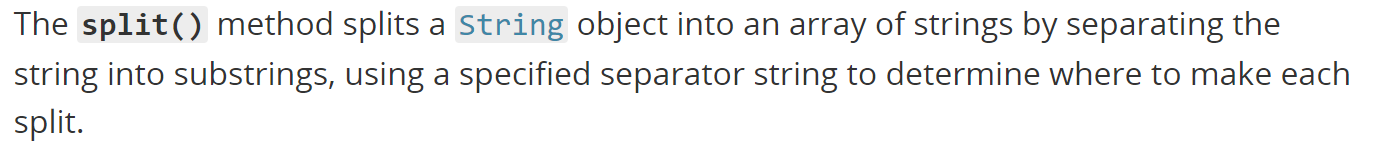 The split() method splits a String object into an array of strings by separating the
string into substrings, using a specified separator string to determine where to make each
split.